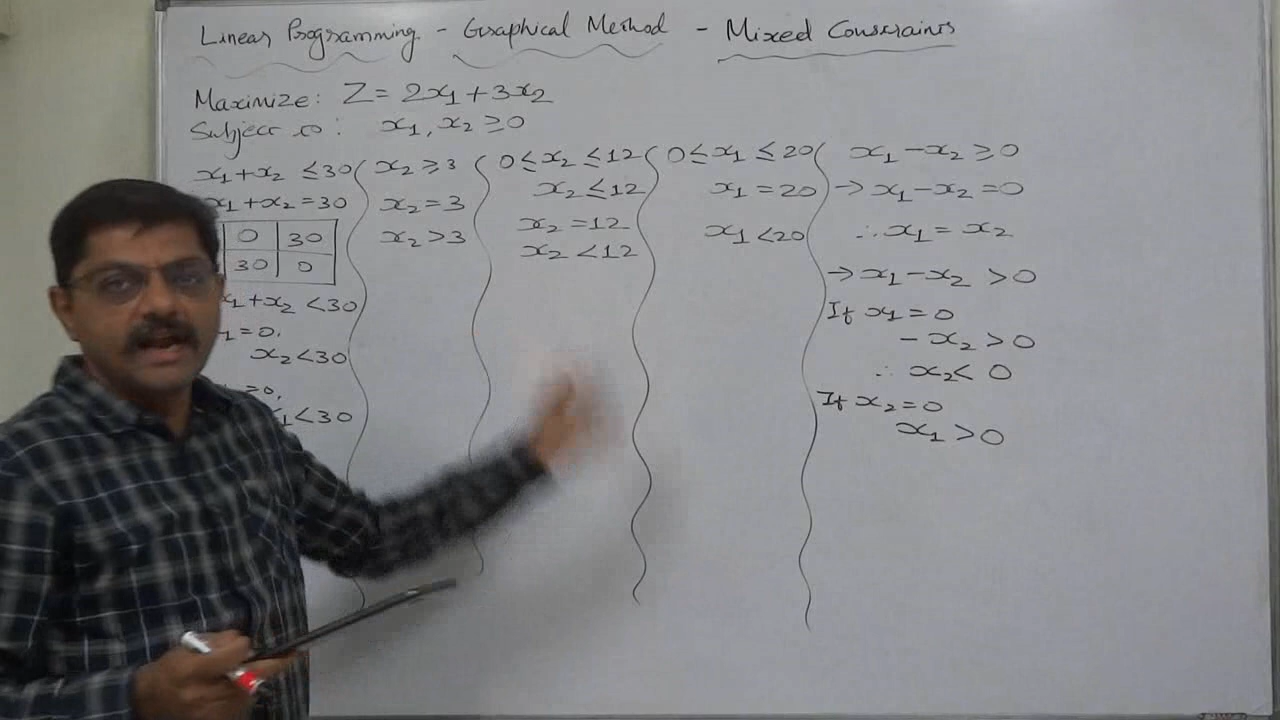 Linear Programming - Graphical Method - Mixed Constraints
Maximize: Z = 2x₁ + 3x₂
Subject to: x₁, x₂ ≥ 0
x₁ + x₂ ≤ 30
x₁ + x₂ = 30
0 30
30 0
x₁ + x₂ < 30
₁ = 0,
x₂ < 30
= 0,
x₁ < 30
x₂ ≥ 3
x₂ = 3
x₂ > 3
0 ≤ x₂ ≤ 12
x₂ ≤ 12
x₂ = 12
x₂ < 12
0 ≤ x₁ ≤ 20
x₁ = 20
x₁ < 20
x₁ - x₂ ≥ 0
→ x₁ - x₂ = 0
∴ x₁ = x₂
→ x₁ - x₂ > 0
If x₁ = 0
- x₂ > 0
∴ x₂ < 0
If x₂ = 0
x₁ > 0